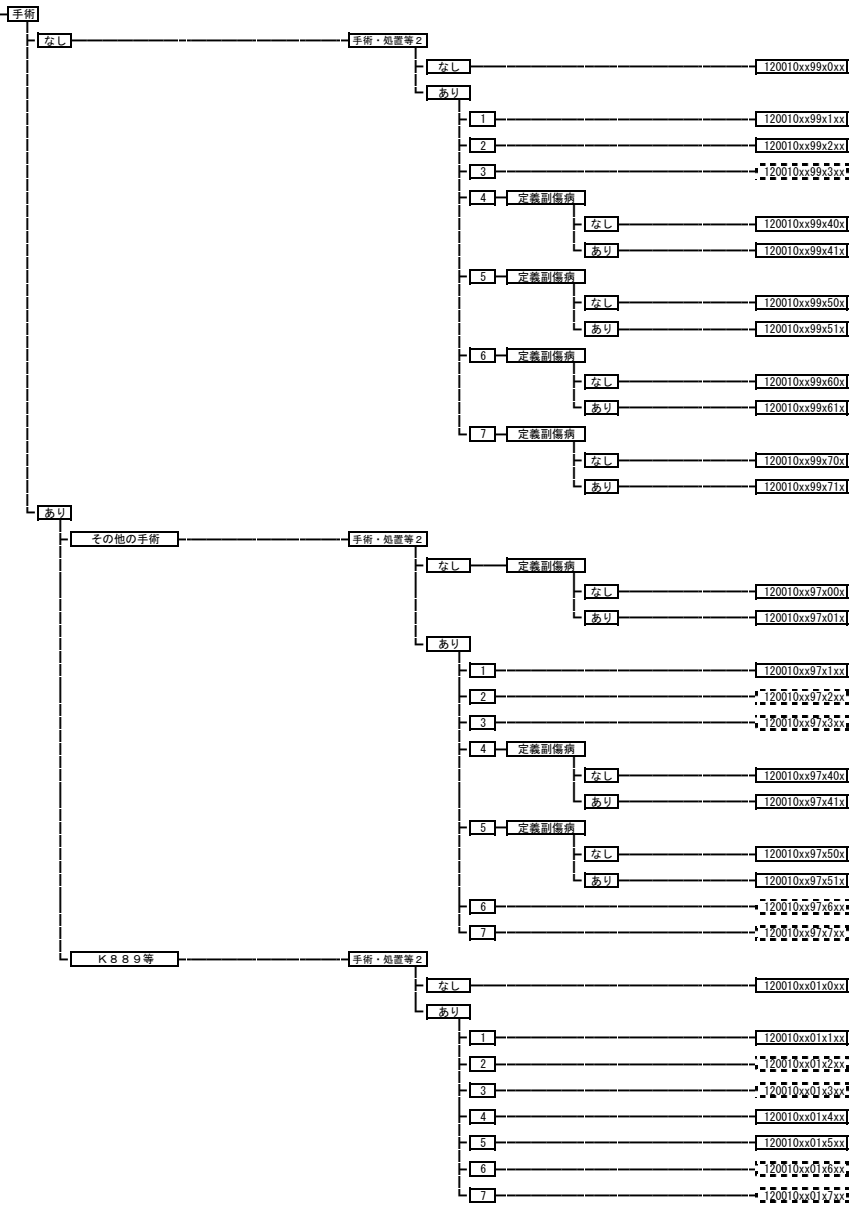 手術
なし 手術・処置等2
なし 120010xx99x0xx
あり
1 120010xx99x1xx
2 120010xx99x2xx
3 120010xx99x3xx
4 定義副傷病
なし 120010xx99x40x
あり 120010xx99x41x
5 定義副傷病
なし 120010xx99x50x
あり 120010xx99x51x
6 定義副傷病
なし 120010xx99x60x
あり 120010xx99x61x
7 定義副傷病
なし 120010xx99x70x
あり 120010xx99x71x
あり
その他の手術 手術・処置等2
なし 定義副傷病
なし 120010xx97x00x
あり 120010xx97x01x
あり
1 120010xx97x1xx
2 120010xx97x2xx
3 120010xx97x3xx
4 定義副傷病
なし 120010xx97x40x
あり 120010xx97x41x
5 定義副傷病
なし 120010xx97x50x
あり 120010xx97x51x
6 120010xx97x6xx
7 120010xx97x7xx
K889等 手術・処置等2
なし 120010xx01x0xx
あり
1 120010xx01x1xx
2 120010xx01x2xx
3 120010xx01x3xx
4 120010xx01x4xx
5 120010xx01x5xx
6 120010xx01x6xx
7 120010xx01x7xx